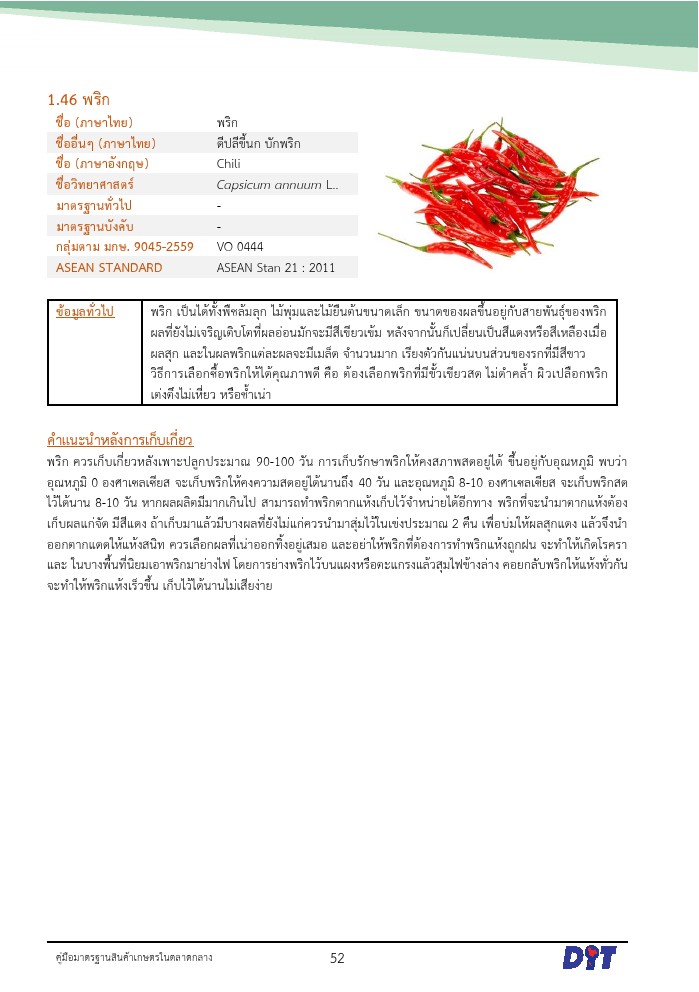 1.46 พริก
ชื่อ (ภาษาไทย) พริก
ชื่ออื่นๆ (ภาษาไทย) ดีปลีขี้นก บักพริก
ชื่อ (ภาษาอังกฤษ) Chili
ชื่อวิทยาศาสตร์ Capsicum annuum L..
มาตรฐานทั่วไป -
มาตรฐานบังคับ -
กลุ่มตาม มกษ. 9045-2559 VO 0444
ASEAN STANDARD ASEAN Stan 21 : 2011
ข้อมูลทั่วไป พริก เป็นได้ทั้งพืชล้มลุก ไม้พุ่มและไม้ยืนต้นขนาดเล็ก ขนาดของผลขึ้นอยู่กับสายพันธุ์ของพริก
ผลที่ยังไม่เจริญเติบโตที่ผลอ่อนมักจะมีสีเขียวเข้ม หลังจากนั้นก็เปลี่ยนเป็นสีแดงหรือสีเหลืองเมื่อ
ผลสุก และในผลพริกแต่ละผลจะมีเมล็ด จำนวนมาก เรียงตัวกันแน่นบนส่วนของรกที่มีสีขาว
วิธีการเลือกซื้อพริกให้ได้คุณภาพดี คือ ต้องเลือกพริกที่มีขั้วเขียวสด ไม่ดำคล้ำ ผิวเปลือกพริก
เต่งตึงไม่เหี่ยว หรือช้ำเน่า
คำแนะนำหลังการเก็บเกี่ยว
พริก ควรเก็บเกี่ยวหลังเพาะปลูกประมาณ 90-100 วัน การเก็บรักษาพริกให้คงสภาพสดอยู่ได้ ขึ้นอยู่กับอุณหภูมิ พบว่า
อุณหภูมิ 0 องศาเซลเซียส จะเก็บพริกให้คงความสดอยู่ได้นานถึง 40 วัน และอุณหภูมิ 8-10 องศาเซลเซียส จะเก็บพริกสด
ไว้ได้นาน 8-10 วัน หากผลผลิตมีมากเกินไป สามารถทำพริกตากแห้งเก็บไว้จำหน่ายได้อีกทาง พริกที่จะนำมาตากแห้งต้อง
เก็บผลแก่จัด มีสีแดง ถ้าเก็บมาแล้วมีบางผลที่ยังไม่แก่ควรนำมาสุ่มไว้ในเข่งประมาณ 2 คืน เพื่อบ่มให้ผลสุกแดง แล้วจึงนำ
ออกตากแดดให้แห้งสนิท ควรเลือกผลที่เน่าออกทิ้งอยู่เสมอ และอย่าให้พริกที่ต้องการทำพริกแห้งถูกฝน จะทำให้เกิดโรครา
และ ในบางพื้นที่นิยมเอาพริกมาย่างไฟ โดยการย่างพริกไว้บนแผงหรือตะแกรงแล้วสุมไฟข้างล่าง คอยกลับพริกให้แห้งทั่วกัน
จะทำให้พริกแห้งเร็วขึ้น เก็บไว้ได้นานไม่เสียง่าย
คู่มือมาตรฐานสินค้าเกษตรในตลาดกลาง 52 DIT